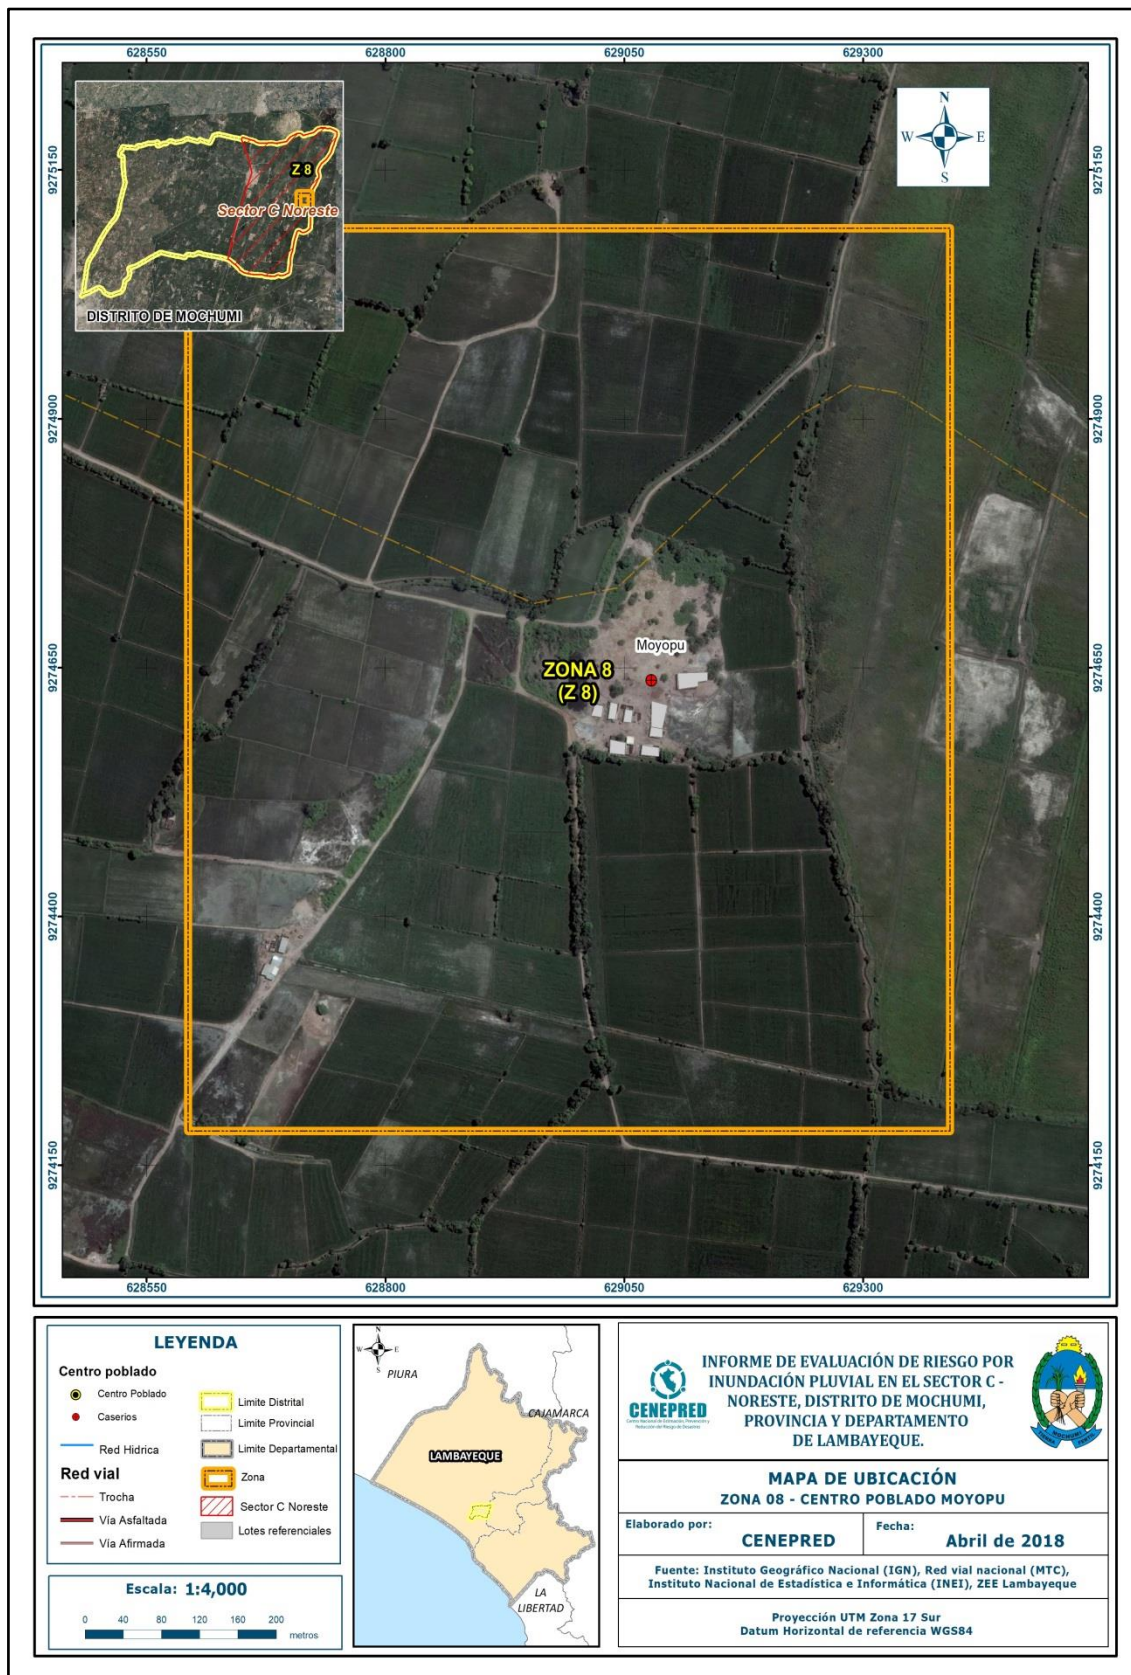 628550 628800 629050 629300
9275150 9275150
9274900 9274900
9274650 9274650
9274400 9274400
9274150 9274150
628550 628800 629050 629300
N
W E
S
Z 8
Sector C Noreste
DISTRITO DE MOCHUMI
Moyopu
ZONA 8
(Z 8)
LEYENDA
Centro poblado
Centro Poblado
Caserios
Red Hidrica
Red vial
Trocha
Vía Asfaltada
Vía Afirmada
Limite Distrital
Limite Provincial
Limite Departamental
Zona
Sector C Noreste
Lotes referenciales
Escala: 1:4,000
0 40 80 120 160 200
metros
N
W E
S
PIURA
CAJAMARCA
LAMBAYEQUE
LA
LIBERTAD
CENEPRED
INFORME DE EVALUACIÓN DE RIESGO POR
INUNDACIÓN PLUVIAL EN EL SECTOR C -
NORESTE, DISTRITO DE MOCHUMI,
PROVINCIA Y DEPARTAMENTO
DE LAMBAYEQUE.
MOCHUMI
MAPA DE UBICACIÓN
ZONA 08 - CENTRO POBLADO MOYOPU
Elaborado por:
CENEPRED
Fecha:
Abril de 2018
Fuente: Instituto Geográfico Nacional (IGN), Red vial nacional (MTC),
Instituto Nacional de Estadística e Informática (INEI), ZEE Lambayeque
Proyección UTM Zona 17 Sur
Datum Horizontal de referencia WGS84